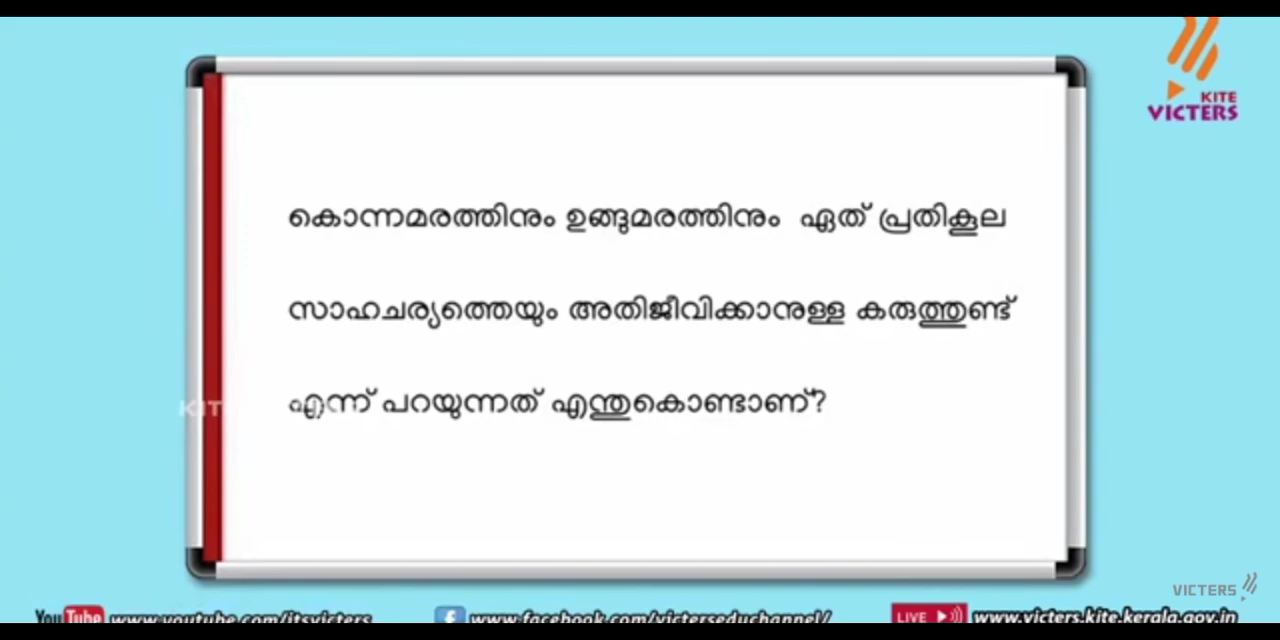 KITE
VICTERS
കൊന്നമരത്തിനും ഉങ്ങുമരത്തിനും ഏത് പ്രതികൂല
സാഹചര്യത്തെയും അതിജീവിക്കാനുള്ള കരുത്തുണ്ട്
എന്ന് പറയുന്നത് എന്തുകൊണ്ടാണ്?
VICTERS
YouTube www.youtube.com/itsvicters f www.facebook.com/victerseduchannel/ LIVE www.victers.kite.kerala.gov.in